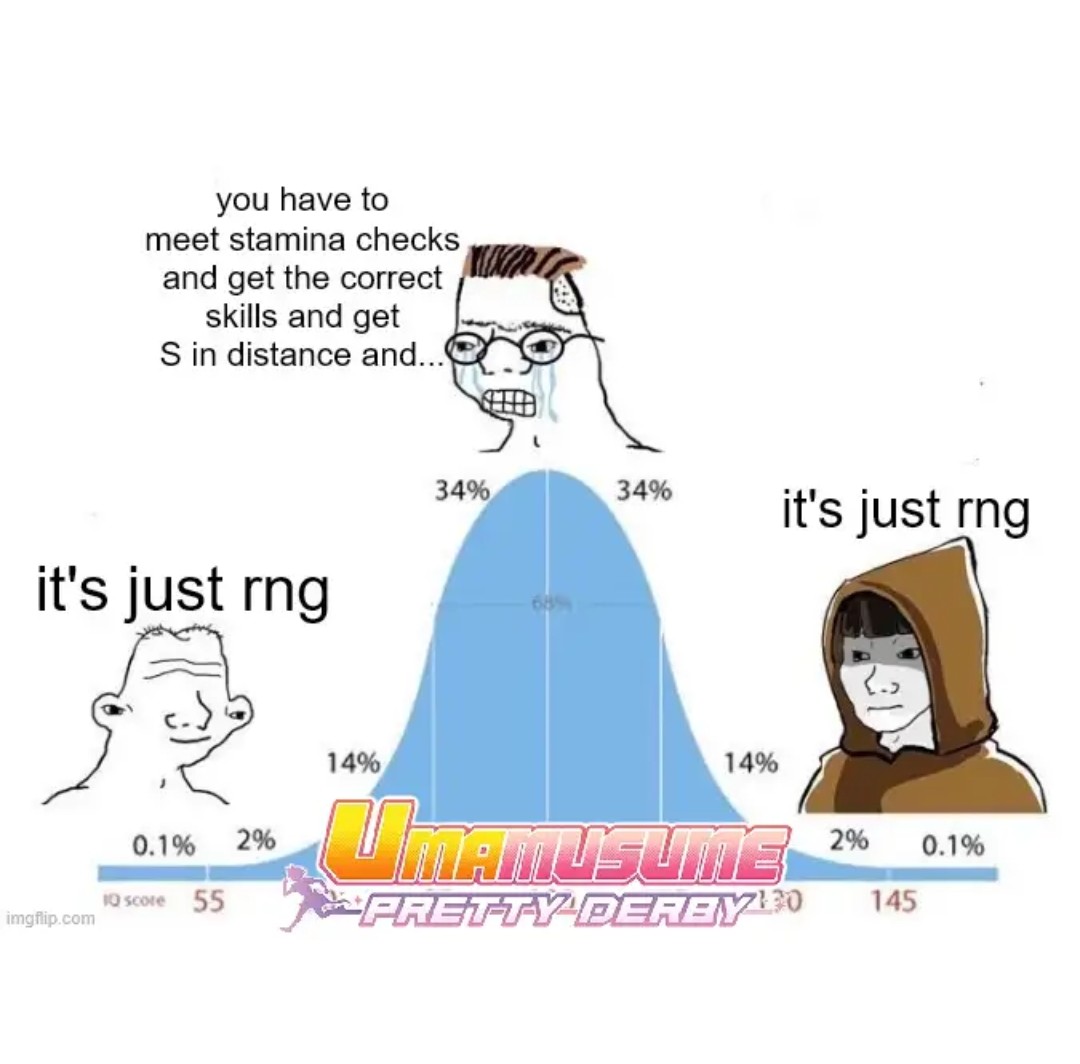 you have to
meet stamina checks
and get the correct
skills and get
S in distance and...
34%
34%
it's just rng
it's just rng
68%
14%
14%
0.1%
2%
UMAMUSUME
2%
0.1%
IQ score
55
PRETTY DERBY
130
145
imgflip.com